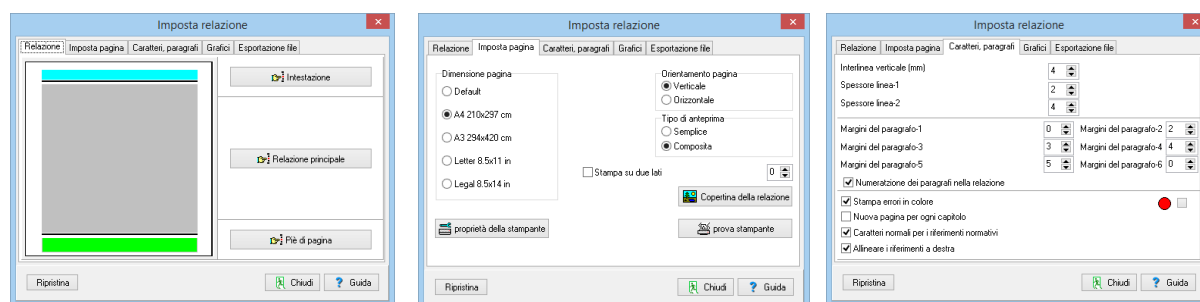 Imposta relazione
Relazione Imposta pagina Caratteri, paragrafi Grafici Esportazione file
Intestazione
Relazione principale
Piè di pagina
Ripristina Chiudi ? Guida
Imposta relazione
Relazione Imposta pagina Caratteri, paragrafi Grafici Esportazione file
Dimensione pagina
Default
A4 210x297 cm
A3 294x420 cm
Letter 8.5x11 in
Legal 8.5x14 in
Orientamento pagina
Verticale
Orizzontale
Tipo di anteprima
Semplice
Composita
Stampa su due lati 0
Copertina della relazione
proprietà della stampante prova stampante
Ripristina Chiudi ? Guida
Imposta relazione
Relazione Imposta pagina Caratteri, paragrafi Grafici Esportazione file
Interlinea verticale (mm) 4
Spessore linea-1 2
Spessore linea-2 4
Margini del paragrafo-1 0 Margini del paragrafo-2 2
Margini del paragrafo-3 3 Margini del paragrafo-4 4
Margini del paragrafo-5 5 Margini del paragrafo-6 0
Numeratzione dei paragrafi nella relazione
Stampa errori in colore
Nuova pagina per ogni capitolo
Caratteri normali per i riferimenti normativi
Allineare i riferimenti a destra
Ripristina Chiudi ? Guida